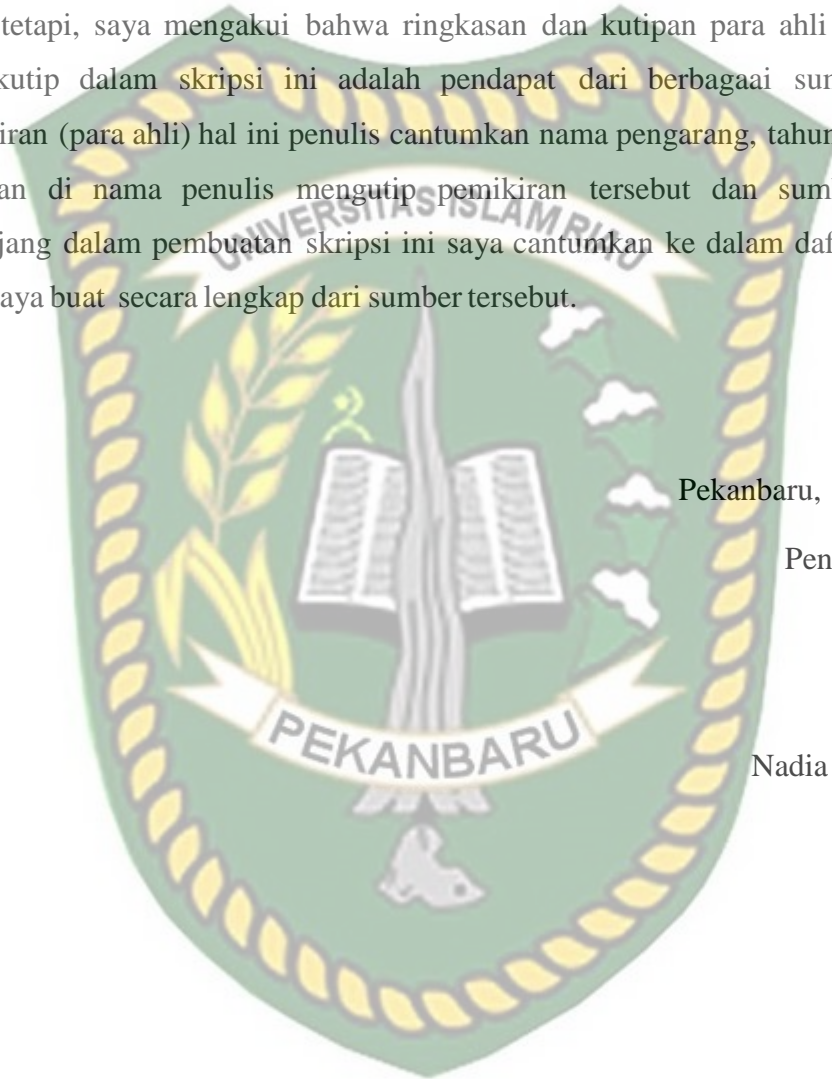 tetapi, saya mengakui bahwa ringkasan dan kutipan para ahli
kutip dalam skripsi ini adalah pendapat dari berbagaai sun
iran (para ahli) hal ini penulis cantumkan nama pengarang, tahun
an di nama penulis mengutip pemikiran tersebut dan sum
jang dalam pembuatan skripsi ini saya cantumkan ke dalam daf
aya buat secara lengkap dari sumber tersebut.
UNIVERSITAS ISLAM RIAU
Pekanbaru,
Pen
PEKANBARU
Nadia